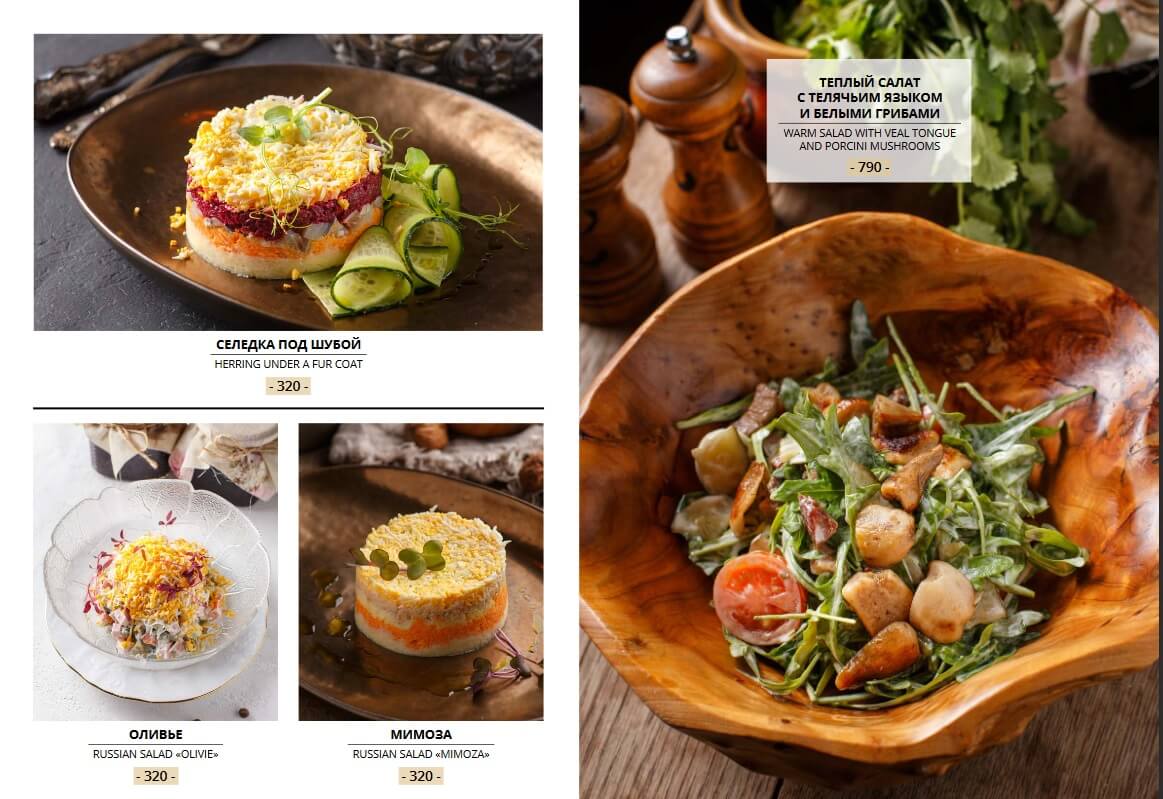 СЕЛЕДКА ПОД ШУБОЙ
HERRING UNDER A FUR COAT
- 320 -
ОЛИВЬЕ
RUSSIAN SALAD «OLIVIE»
- 320 -
МИМОЗА
RUSSIAN SALAD «MIMOZA»
- 320 -
ТЕПЛЫЙ САЛАТ
С ТЕЛЯЧЬИМ ЯЗЫКОМ
И БЕЛЫМИ ГРИБАМИ
WARM SALAD WITH VEAL TONGUE
AND PORCINI MUSHROOMS
- 790 -